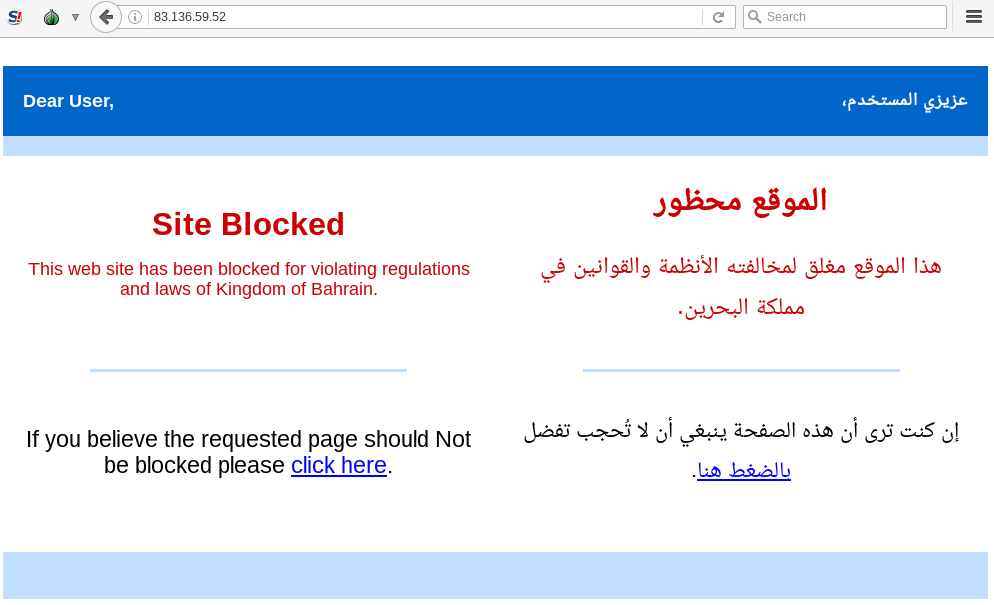 83.136.59.52
Search
Dear User,
عزيزي المستخدم،
Site Blocked
This web site has been blocked for violating regulations
and laws of Kingdom of Bahrain.
الموقع محظور
هذا الموقع مغلق لمخالفته الأنظمة والقوانين في
مملكة البحرين.
If you believe the requested page should Not
be blocked please click here.
إن كنت ترى أن هذه الصفحة ينبغي أن لا تُحجب تفضل
بالضغط هنا.